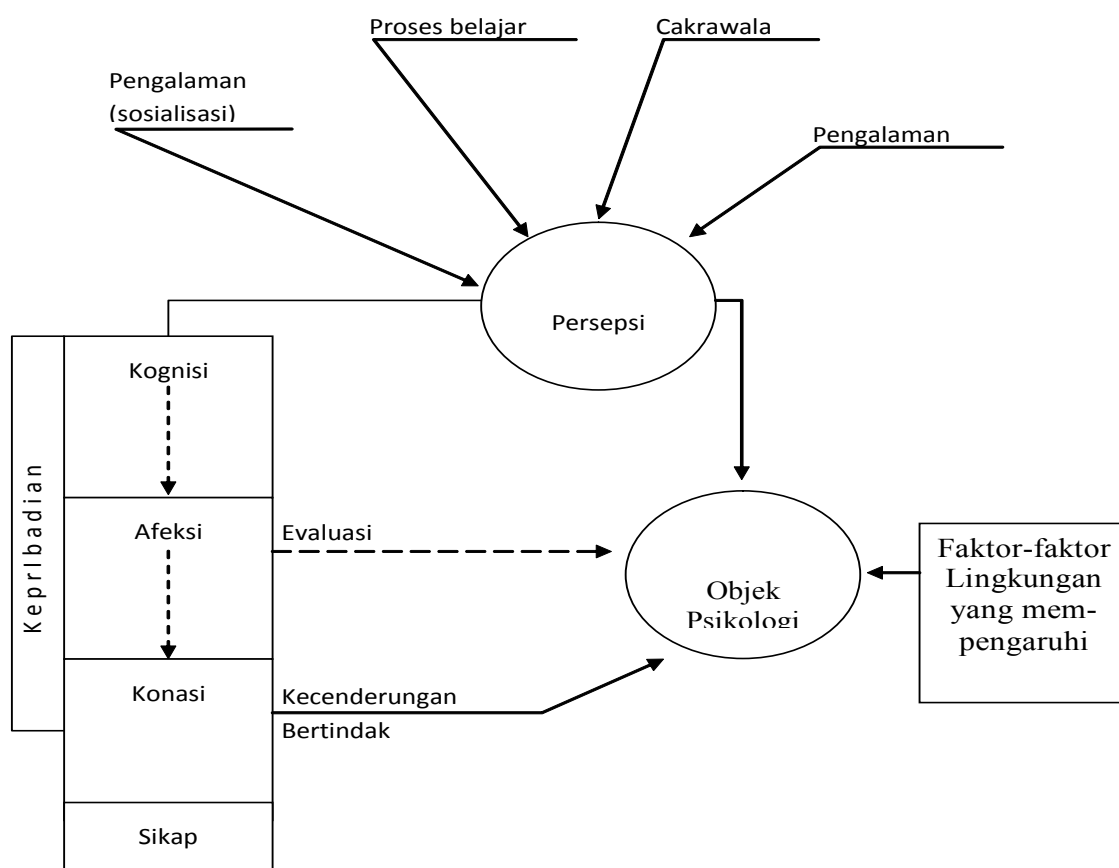 Proses belajar
Cakrawala
Pengalaman
(sosialisasi)
Pengalaman
Persepsi
Kepribadian
Kognisi
Afeksi
Evaluasi
Konasi
Kecenderungan
Bertindak
Sikap
Objek
Psikologi
Faktor-faktor
Lingkungan
yang mem-
pengaruhi